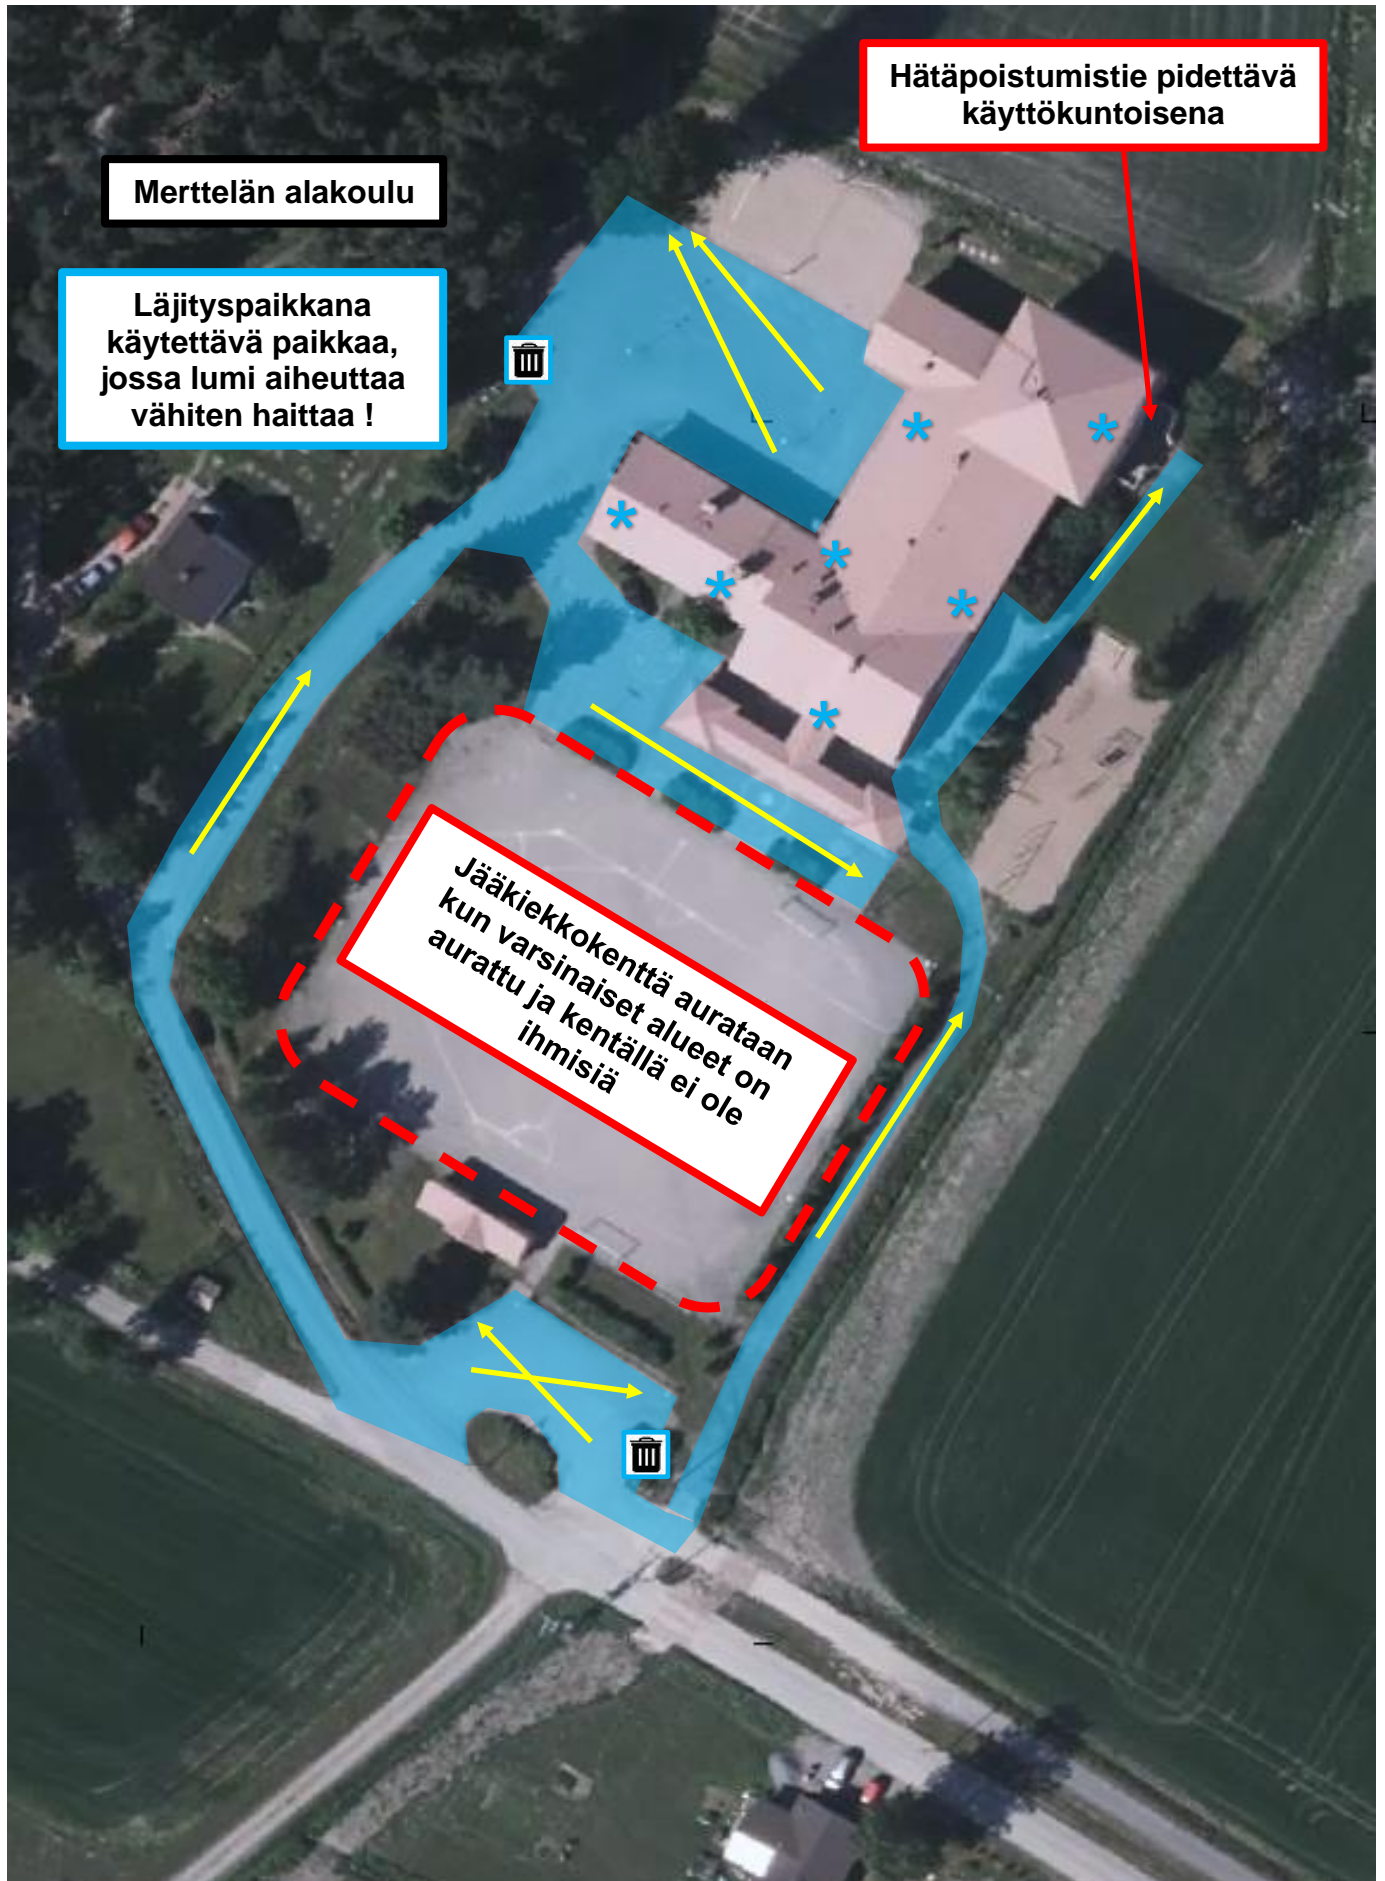 Hätäpoistumistie pidettävä
käyttökuntoisena
Merttelän alakoulu
Läjityspaikkana
käytettävä paikkaa,
jossa lumi aiheuttaa
vähiten haittaa !
Jääkiekkokenttä aurataan
kun varsinaiset alueet on
aurattu ja kentällä ei ole
ihmisiä